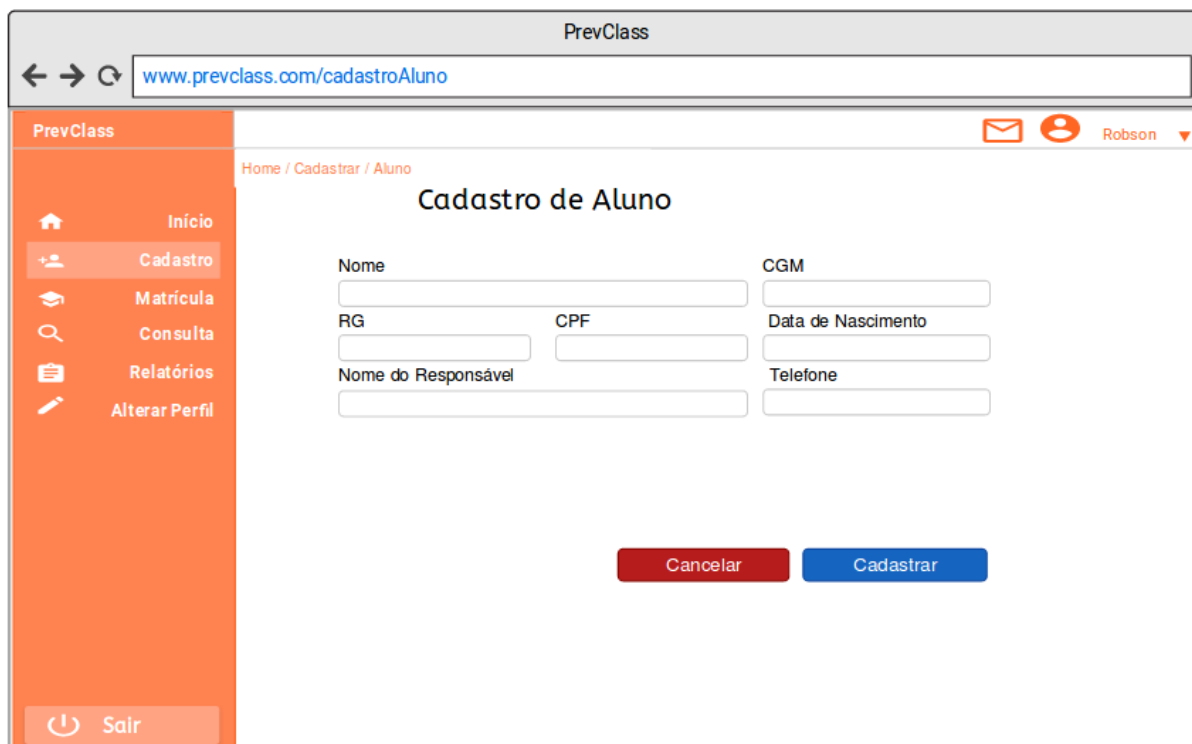 PrevClass
www.prevclass.com/cadastroAluno
PrevClass
Robson
Home / Cadastrar / Aluno
Cadastro de Aluno
Início
Cadastro
Matrícula
Consulta
Relatórios
Alterar Perfil
Nome CGM
RG CPF Data de Nascimento
Nome do Responsável Telefone
Cancelar Cadastrar
Sair